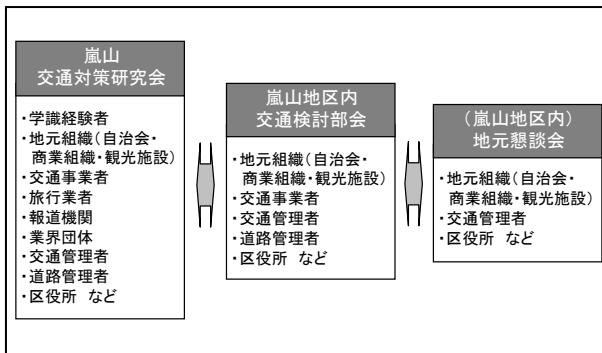 嵐山
交通対策研究会
・学識経験者
・地元組織(自治会・
商業組織・観光施設)
・交通事業者
・旅行業者
・報道機関
・業界団体
・交通管理者
・道路管理者
・区役所 など
嵐山地区内
交通検討部会
・地元組織(自治会・
商業組織・観光施設)
・交通事業者
・交通管理者
・道路管理者
・区役所 など
(嵐山地区内)
地元懇談会
・地元組織(自治会・
商業組織・観光施設)
・交通管理者
・区役所 など